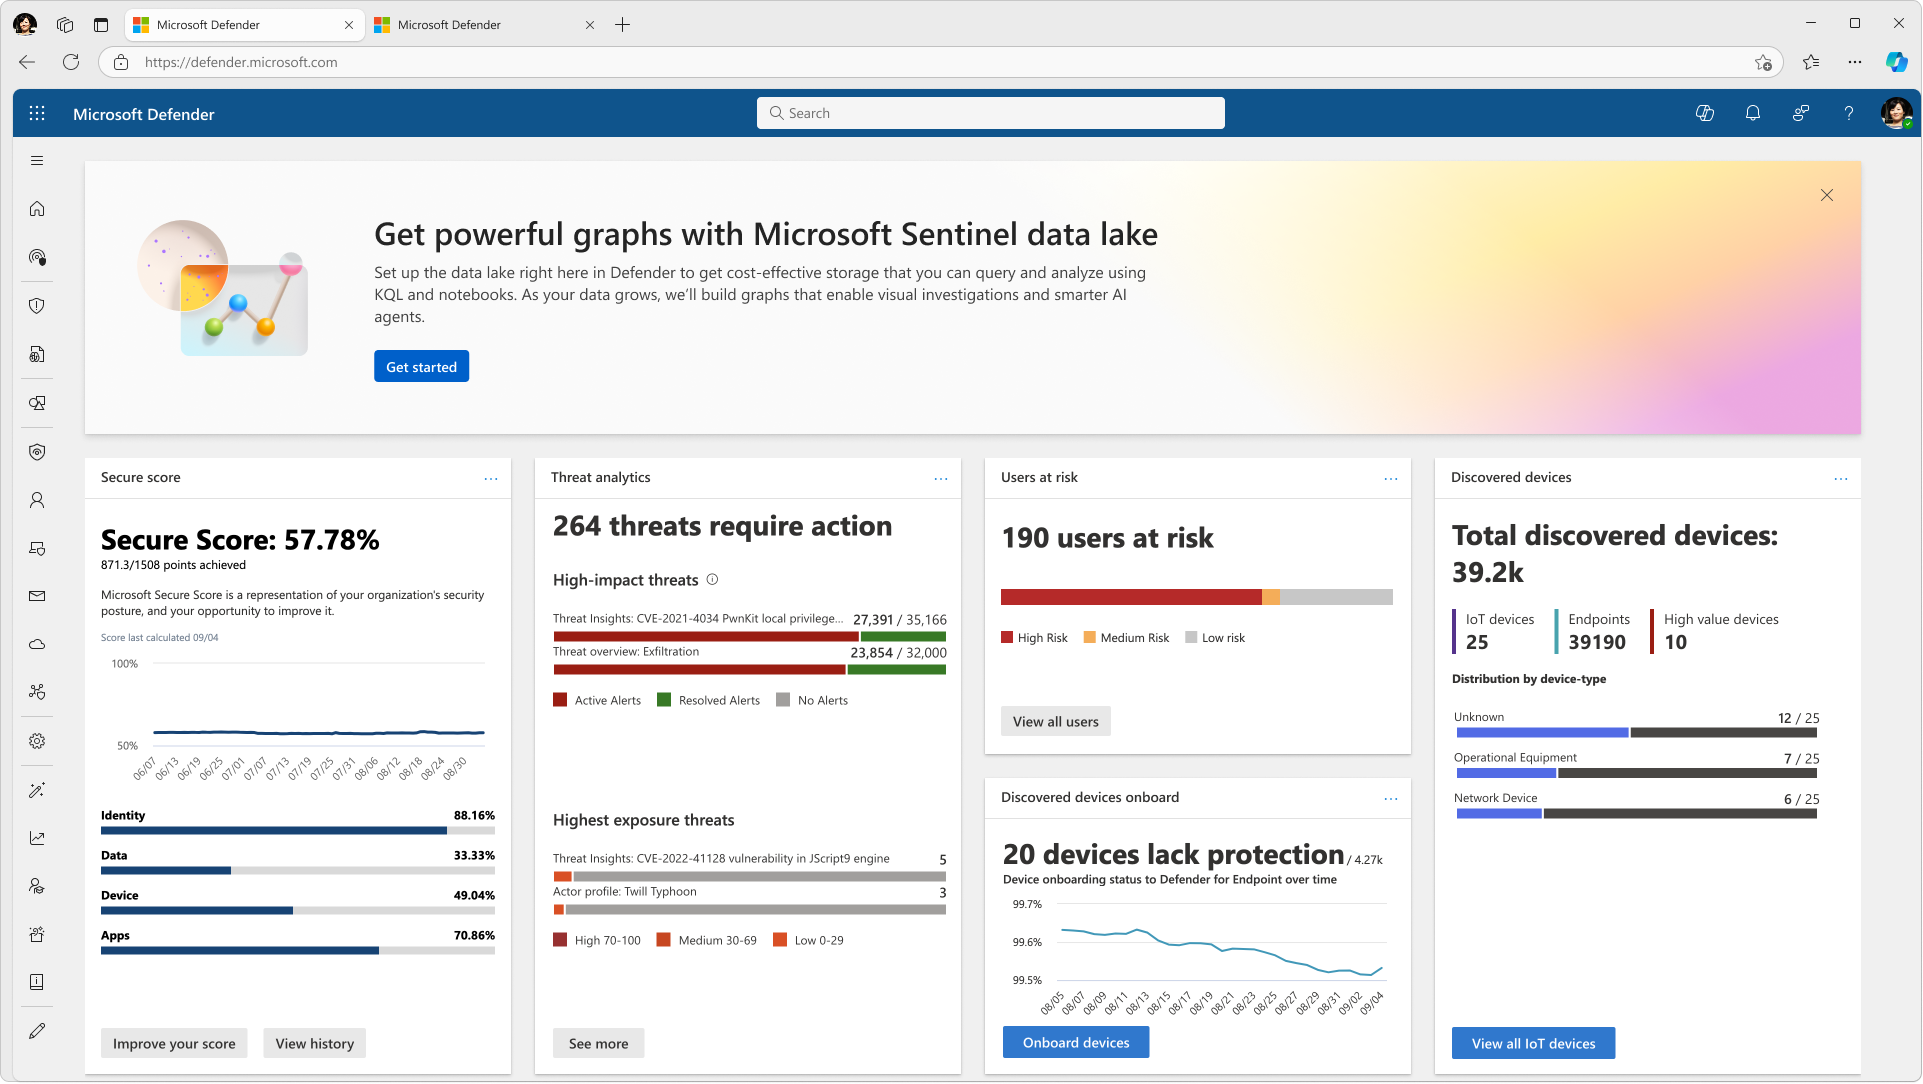 Microsoft Defender
Microsoft Defender
https://defender.microsoft.com
Microsoft Defender
Search
Get powerful graphs with Microsoft Sentinel data lake
Set up the data lake right here in Defender to get cost-effective storage that you can query and analyze using
KQL and notebooks. As your data grows, we'll build graphs that enable visual investigations and smarter AI
agents.
Get started
Secure score
Secure Score: 57.78%
871.3/1508 points achieved
Microsoft Secure Score is a representation of your organization's security
posture, and your opportunity to improve it.
Score last calculated 09/04
100%
50%
06/07 06/13 06/19 06/25 07/01 07/07 07/13 07/19 07/25 07/31 08/06 08/12 08/18 08/24 08/30
Identity 88.16%
Data 33.33%
Device 49.04%
Apps 70.86%
Improve your score
View history
Threat analytics
264 threats require action
High-impact threats
Threat Insights: CVE-2021-4034 PwnKit local privilege... 27,391 / 35,166
Threat overview: Exfiltration 23,854 / 32,000
Active Alerts Resolved Alerts No Alerts
Highest exposure threats
Threat Insights: CVE-2022-41128 vulnerability in JScript9 engine 5
Actor profile: Twill Typhoon 3
High 70-100 Medium 30-69 Low 0-29
See more
Users at risk
190 users at risk
High Risk Medium Risk Low risk
View all users
Discovered devices onboard
20 devices lack protection / 4.27k
Device onboarding status to Defender for Endpoint over time
99.7%
99.6%
99.5%
08/05 08/07 08/09 08/11 08/13 08/15 08/17 08/19 08/21 08/23 08/25 08/27 08/29 08/31 09/02 09/04
Onboard devices
Discovered devices
Total discovered devices:
39.2k
IoT devices Endpoints High value devices
25 39190 10
Distribution by device-type
Unknown 12 / 25
Operational Equipment 7 / 25
Network Device 6 / 25
View all IoT devices